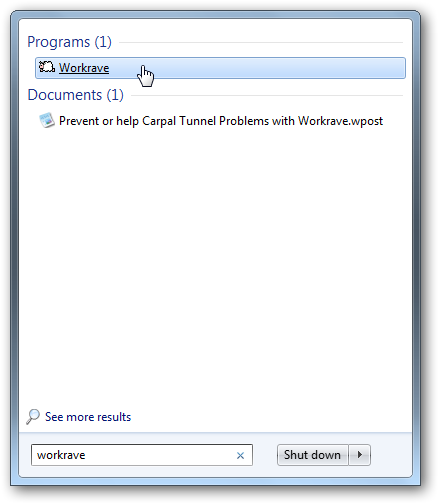 Programs (1)
Workrave
Documents (1)
Prevent or help Carpal Tunnel Problems with Workrave.wpost
See more results
workrave
Shut down